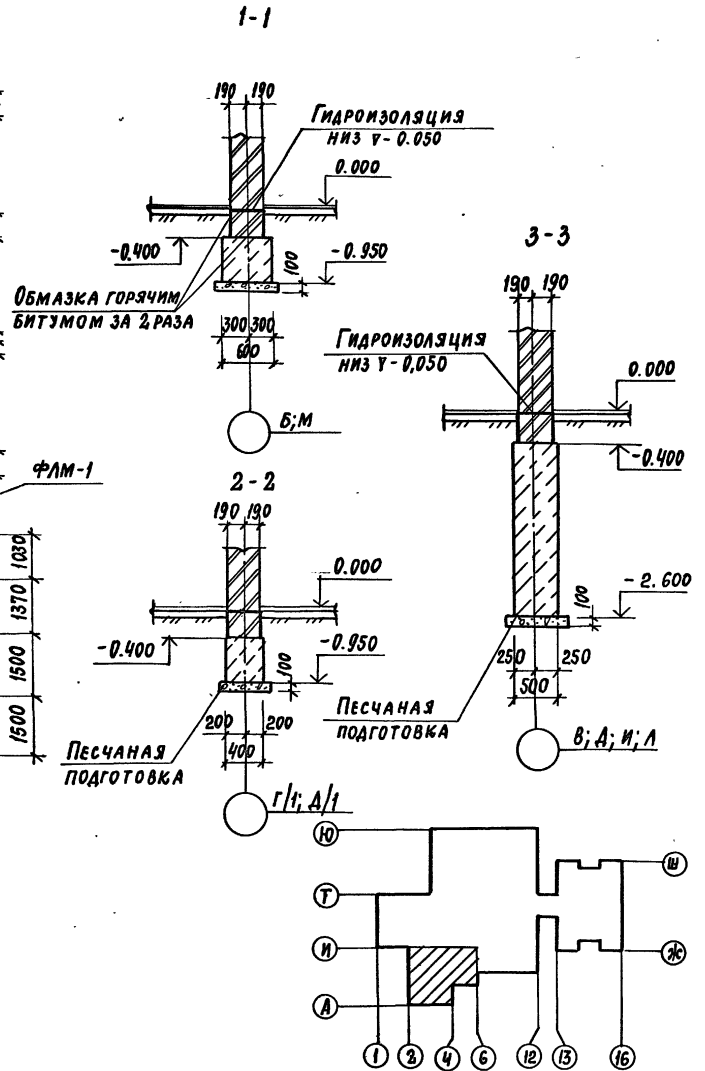 1-1
190 190
Гидроизоляция
низ ▽-0.050
0.000
-0.400
100
-0.950
Обмазка горячим
битумом за 2 раза
300 300
600
Б;М
3-3
190 190
Гидроизоляция
низ ▽-0,050
0.000
-0.400
100
-2.600
250 250
500
Песчаная
подготовка
В; Д; И; Л
ФЛМ-1
1030
1370
1500
1500
2-2
190 190
0.000
-0.400
100
-0.950
200 200
400
Песчаная
подготовка
Г/1; Д/1
Ю
Т
И
А
Ш
Ж
1 2 4 6 12 13 16